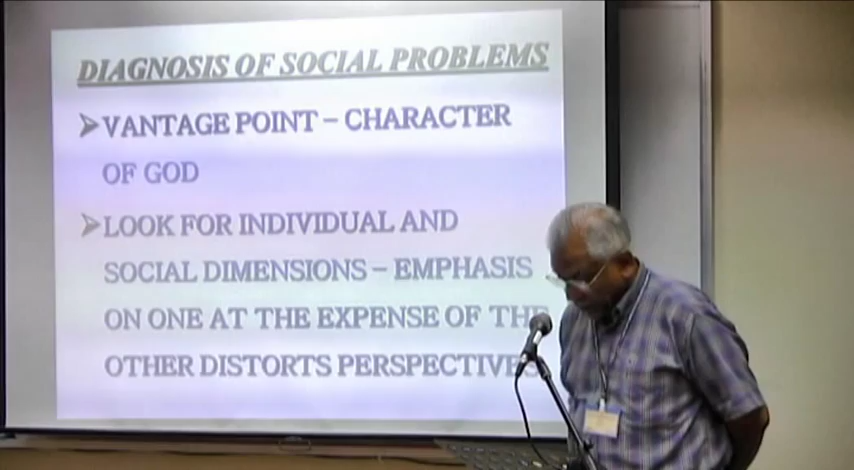 DIAGNOSIS OF SOCIAL PROBLEMS
➢VANTAGE POINT – CHARACTER
OF GOD
➢LOOK FOR INDIVIDUAL AND
SOCIAL DIMENSIONS – EMPHASIS
ON ONE AT THE EXPENSE OF THE
OTHER DISTORTS PERSPECTIVES